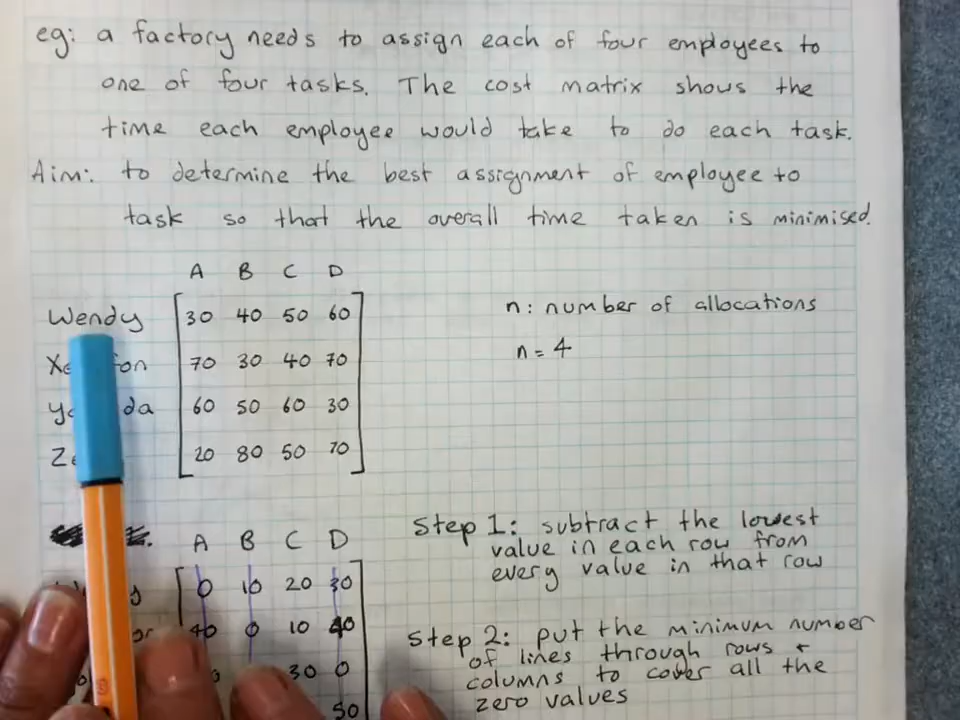 eg: a factory needs to assign each of four employees to
one of four tasks. The cost matrix shows the
time each employee would take to do each task.
Aim: to determine the best assignment of employee to
task so that the overall time taken is minimised.
A B C D
Wendy 30 40 50 60
70 30 40 70
60 50 60 30
20 80 50 70
n: number of allocations
n = 4
A B C D
0 10 20 30
40 0 10 40
30 0
50
Step 1: subtract the lowest
value in each row from
every value in that row
Step 2: put the minimum number
of lines through rows +
columns to cover all the
zero values